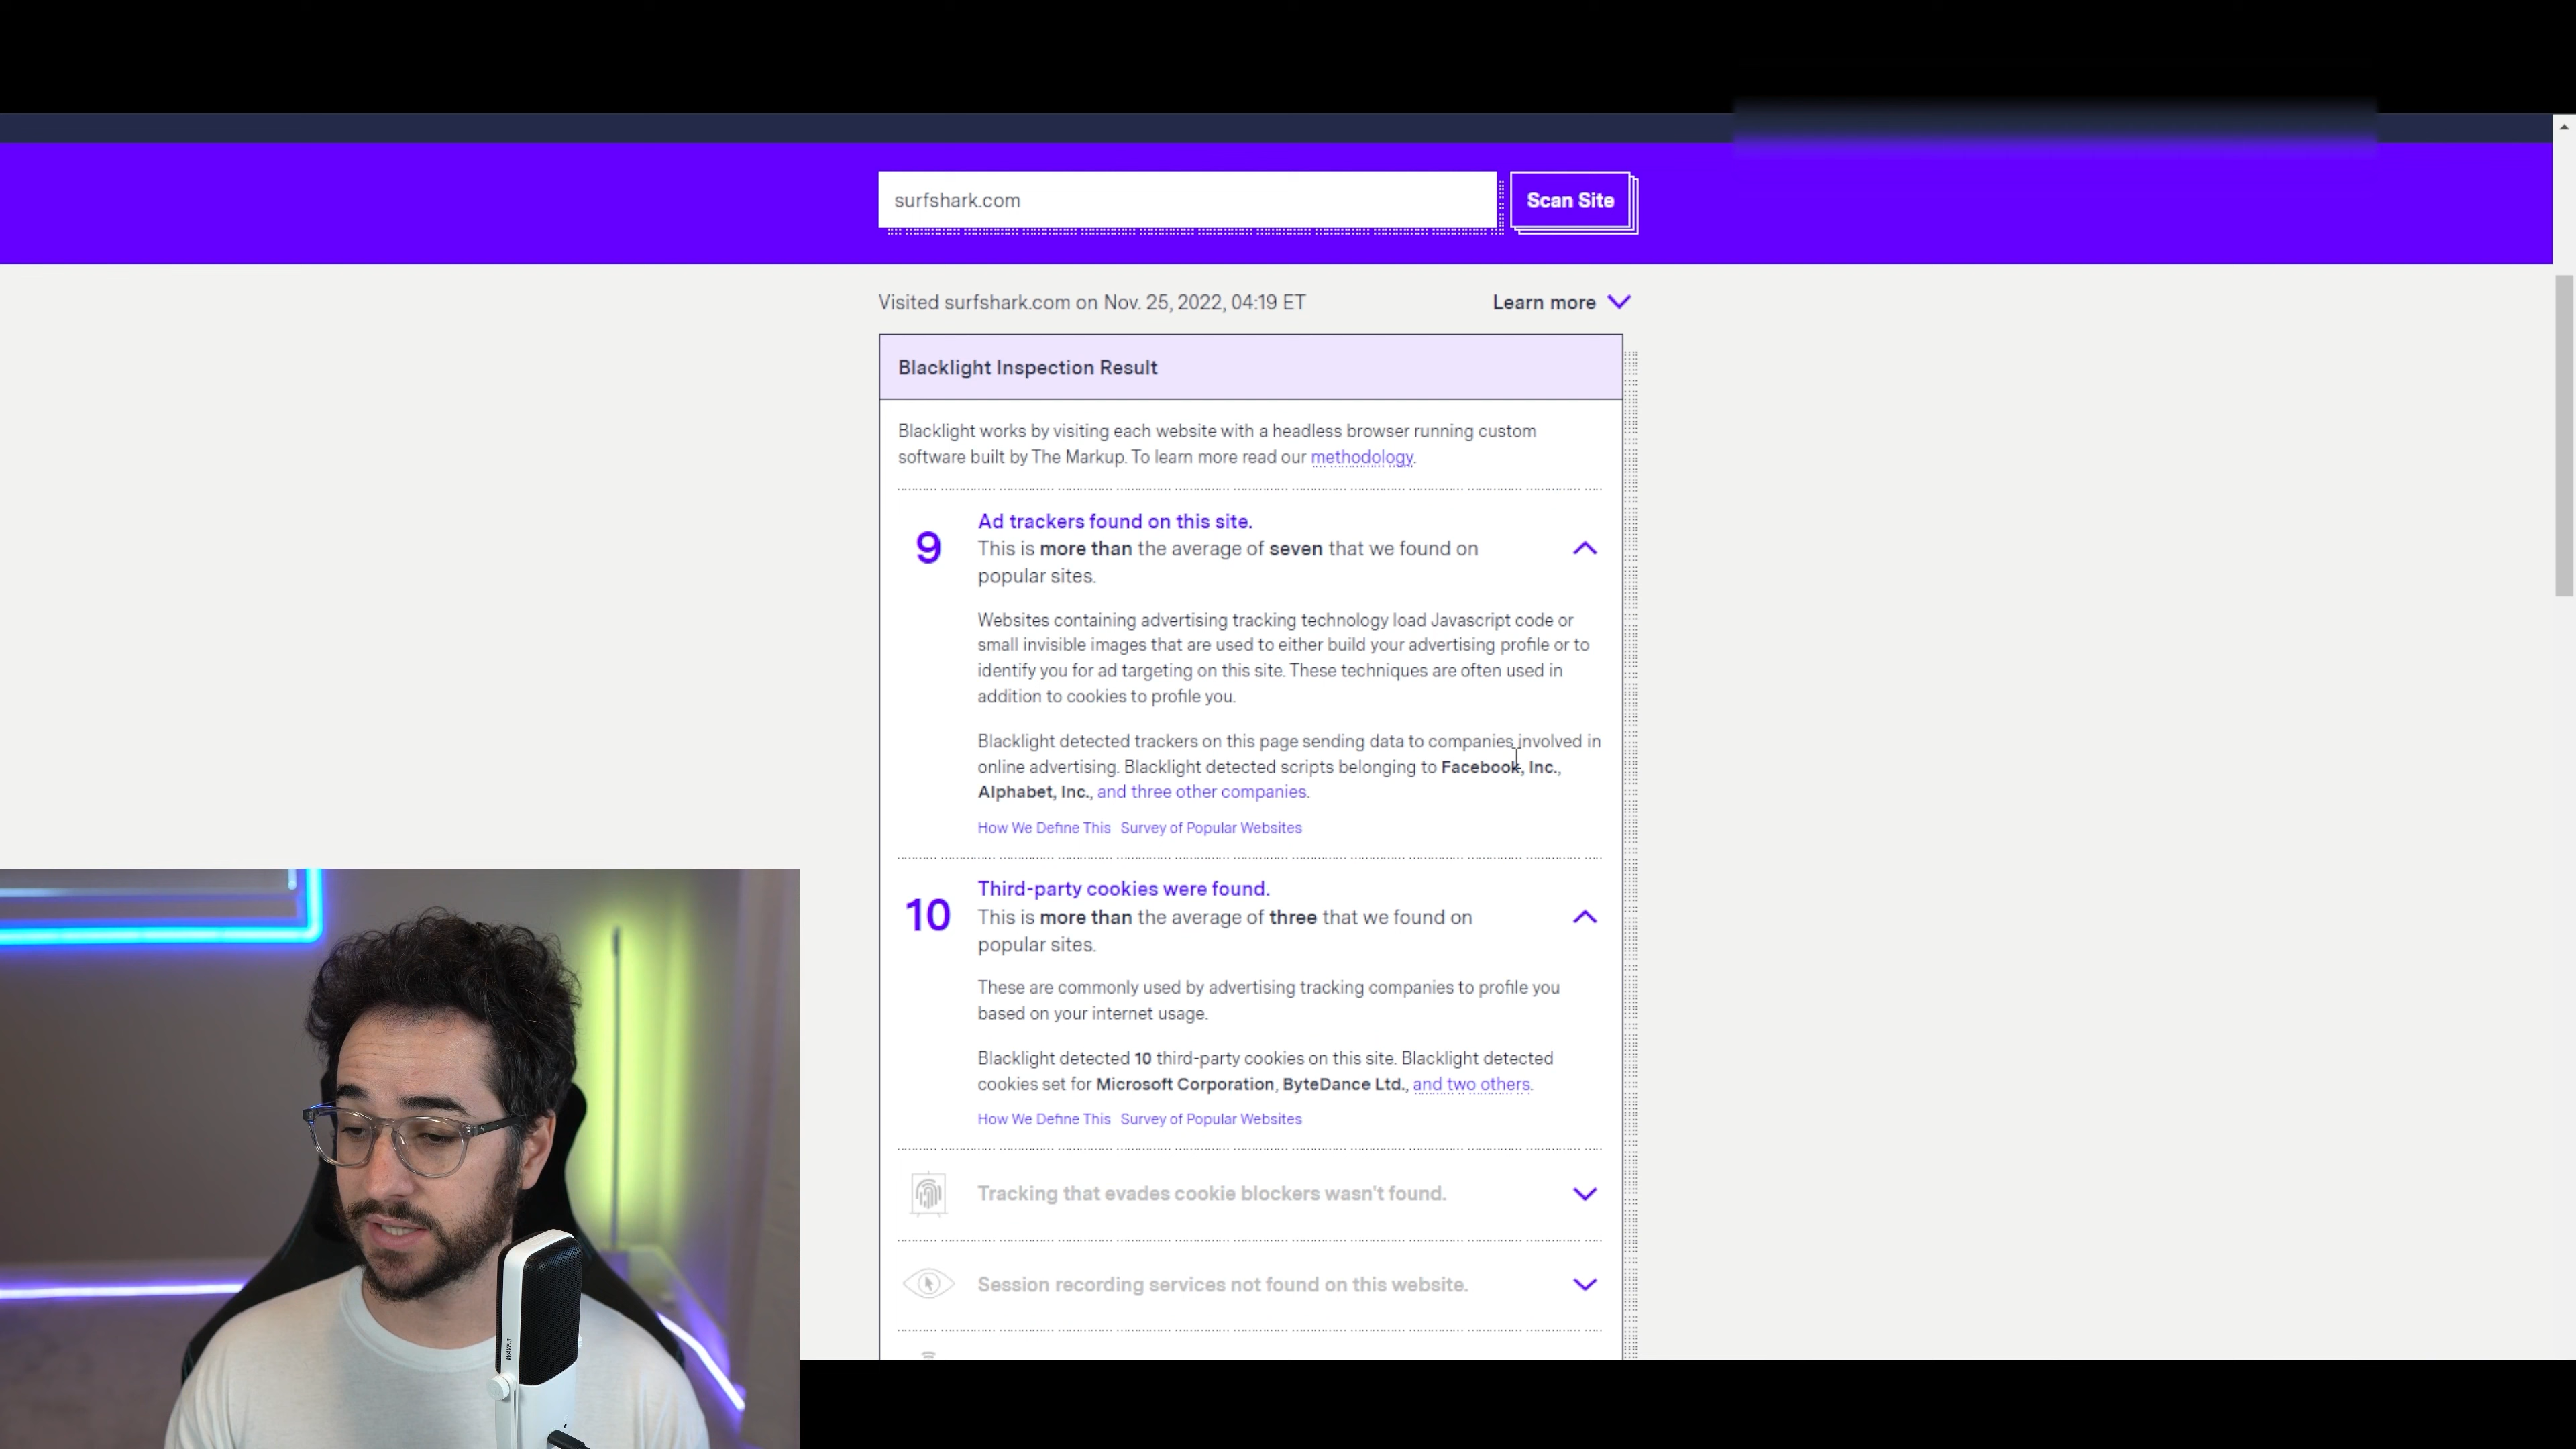 surfshark.com
Scan Site
Visited surfshark.com on Nov. 25, 2022, 04:19 ET
Learn more
Blacklight Inspection Result
Blacklight works by visiting each website with a headless browser running custom
software built by The Markup. To learn more read our methodology.
9
Ad trackers found on this site.
This is more than the average of seven that we found on
popular sites.
Websites containing advertising tracking technology load Javascript code or
small invisible images that are used to either build your advertising profile or to
identify you for ad targeting on this site. These techniques are often used in
addition to cookies to profile you.
Blacklight detected trackers on this page sending data to companies involved in
online advertising. Blacklight detected scripts belonging to Facebook, Inc.,
Alphabet, Inc., and three other companies.
How We Define This Survey of Popular Websites
10
Third-party cookies were found.
This is more than the average of three that we found on
popular sites.
These are commonly used by advertising tracking companies to profile you
based on your internet usage.
Blacklight detected 10 third-party cookies on this site. Blacklight detected
cookies set for Microsoft Corporation, ByteDance Ltd., and two others.
How We Define This Survey of Popular Websites
Tracking that evades cookie blockers wasn't found.
Session recording services not found on this website.
WAVE:3